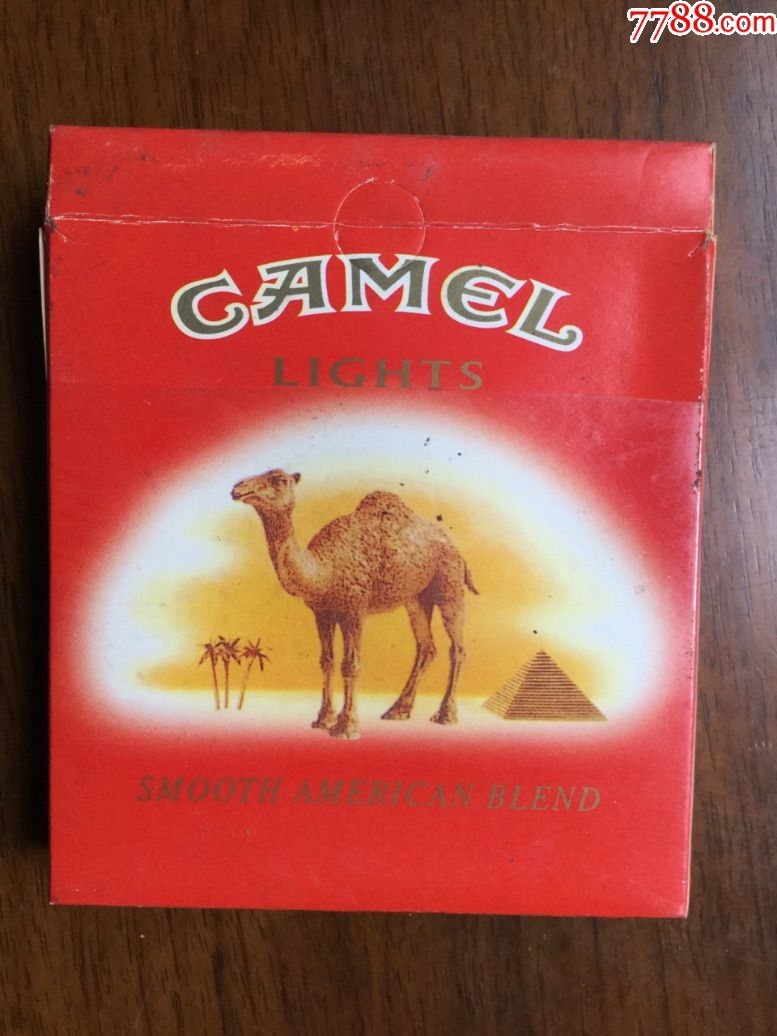 7788.com
CAMEL
LIGHTS
SMOOTH AMERICAN BLEND